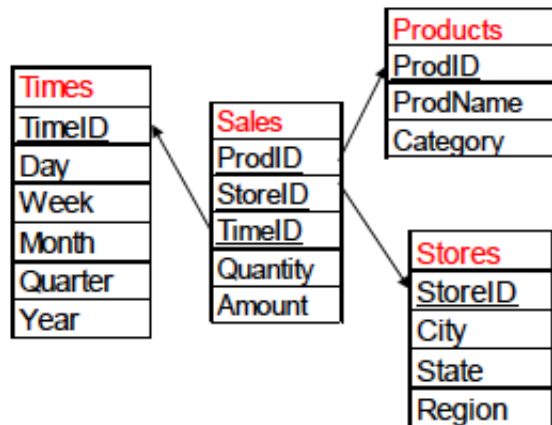 Times
TimeID
Day
Week
Month
Quarter
Year
Sales
ProdID
StoreID
TimeID
Quantity
Amount
Products
ProdID
ProdName
Category
Stores
StoreID
City
State
Region